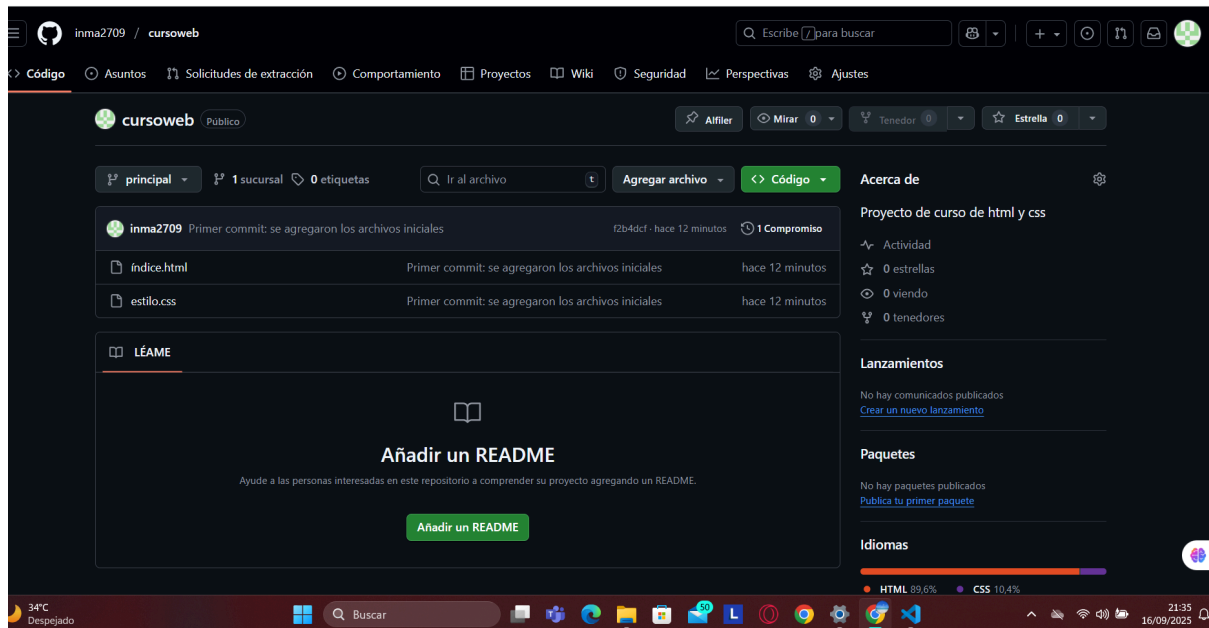 inma2709 / cursoweb
Escribe / para buscar
Código Asuntos Solicitudes de extracción Comportamiento Proyectos Wiki Seguridad Perspectivas Ajustes
cursoweb Público
Alfiler Mirar 0 Tenedor 0 Estrella 0
principal 1 sucursal 0 etiquetas Ir al archivo t Agregar archivo <> Código
inma2709 Primer commit: se agregaron los archivos iniciales f2b4dcf · hace 12 minutos 1 Compromiso
índice.html Primer commit: se agregaron los archivos iniciales hace 12 minutos
estilo.css Primer commit: se agregaron los archivos iniciales hace 12 minutos
LÉAME
Añadir un README
Ayude a las personas interesadas en este repositorio a comprender su proyecto agregando un README.
Añadir un README
Acerca de
Proyecto de curso de html y css
Actividad
0 estrellas
0 viendo
0 tenedores
Lanzamientos
No hay comunicados publicados
Crear un nuevo lanzamiento
Paquetes
No hay paquetes publicados
Publica tu primer paquete
Idiomas
HTML 89,6% CSS 10,4%
34°C
Despejado
Buscar
50
L
21:35
16/09/2025